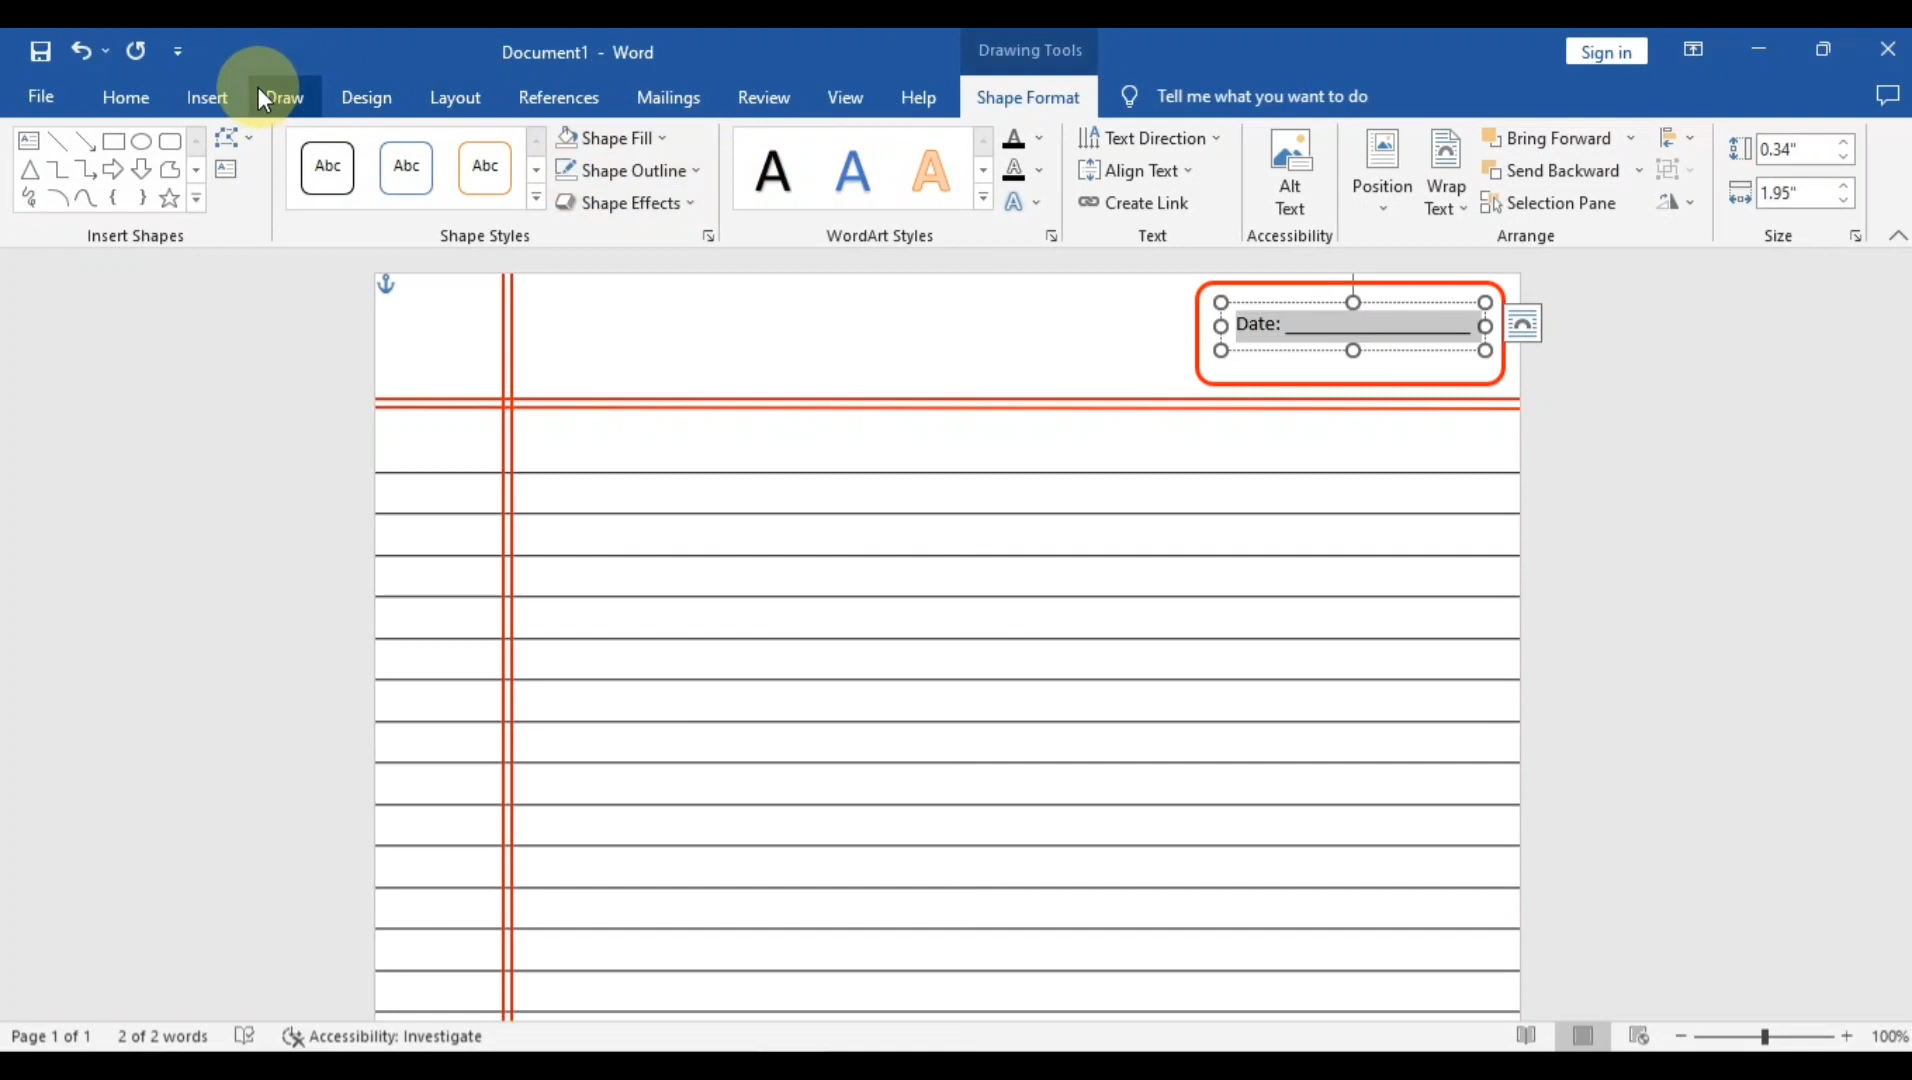 Document1 - Word
Drawing Tools
Sign in
File Home Insert Draw Design Layout References Mailings Review View Help Shape Format Tell me what you want to do
Abc Abc Abc
Shape Fill
Shape Outline
Shape Effects
A A A
Text Direction
Align Text
Create Link
Alt Text
Position
Wrap Text
Bring Forward
Send Backward
Selection Pane
0.34"
1.95"
Insert Shapes Shape Styles WordArt Styles Text Accessibility Arrange Size
Date: ____________________
Page 1 of 1 2 of 2 words Accessibility: Investigate 100%